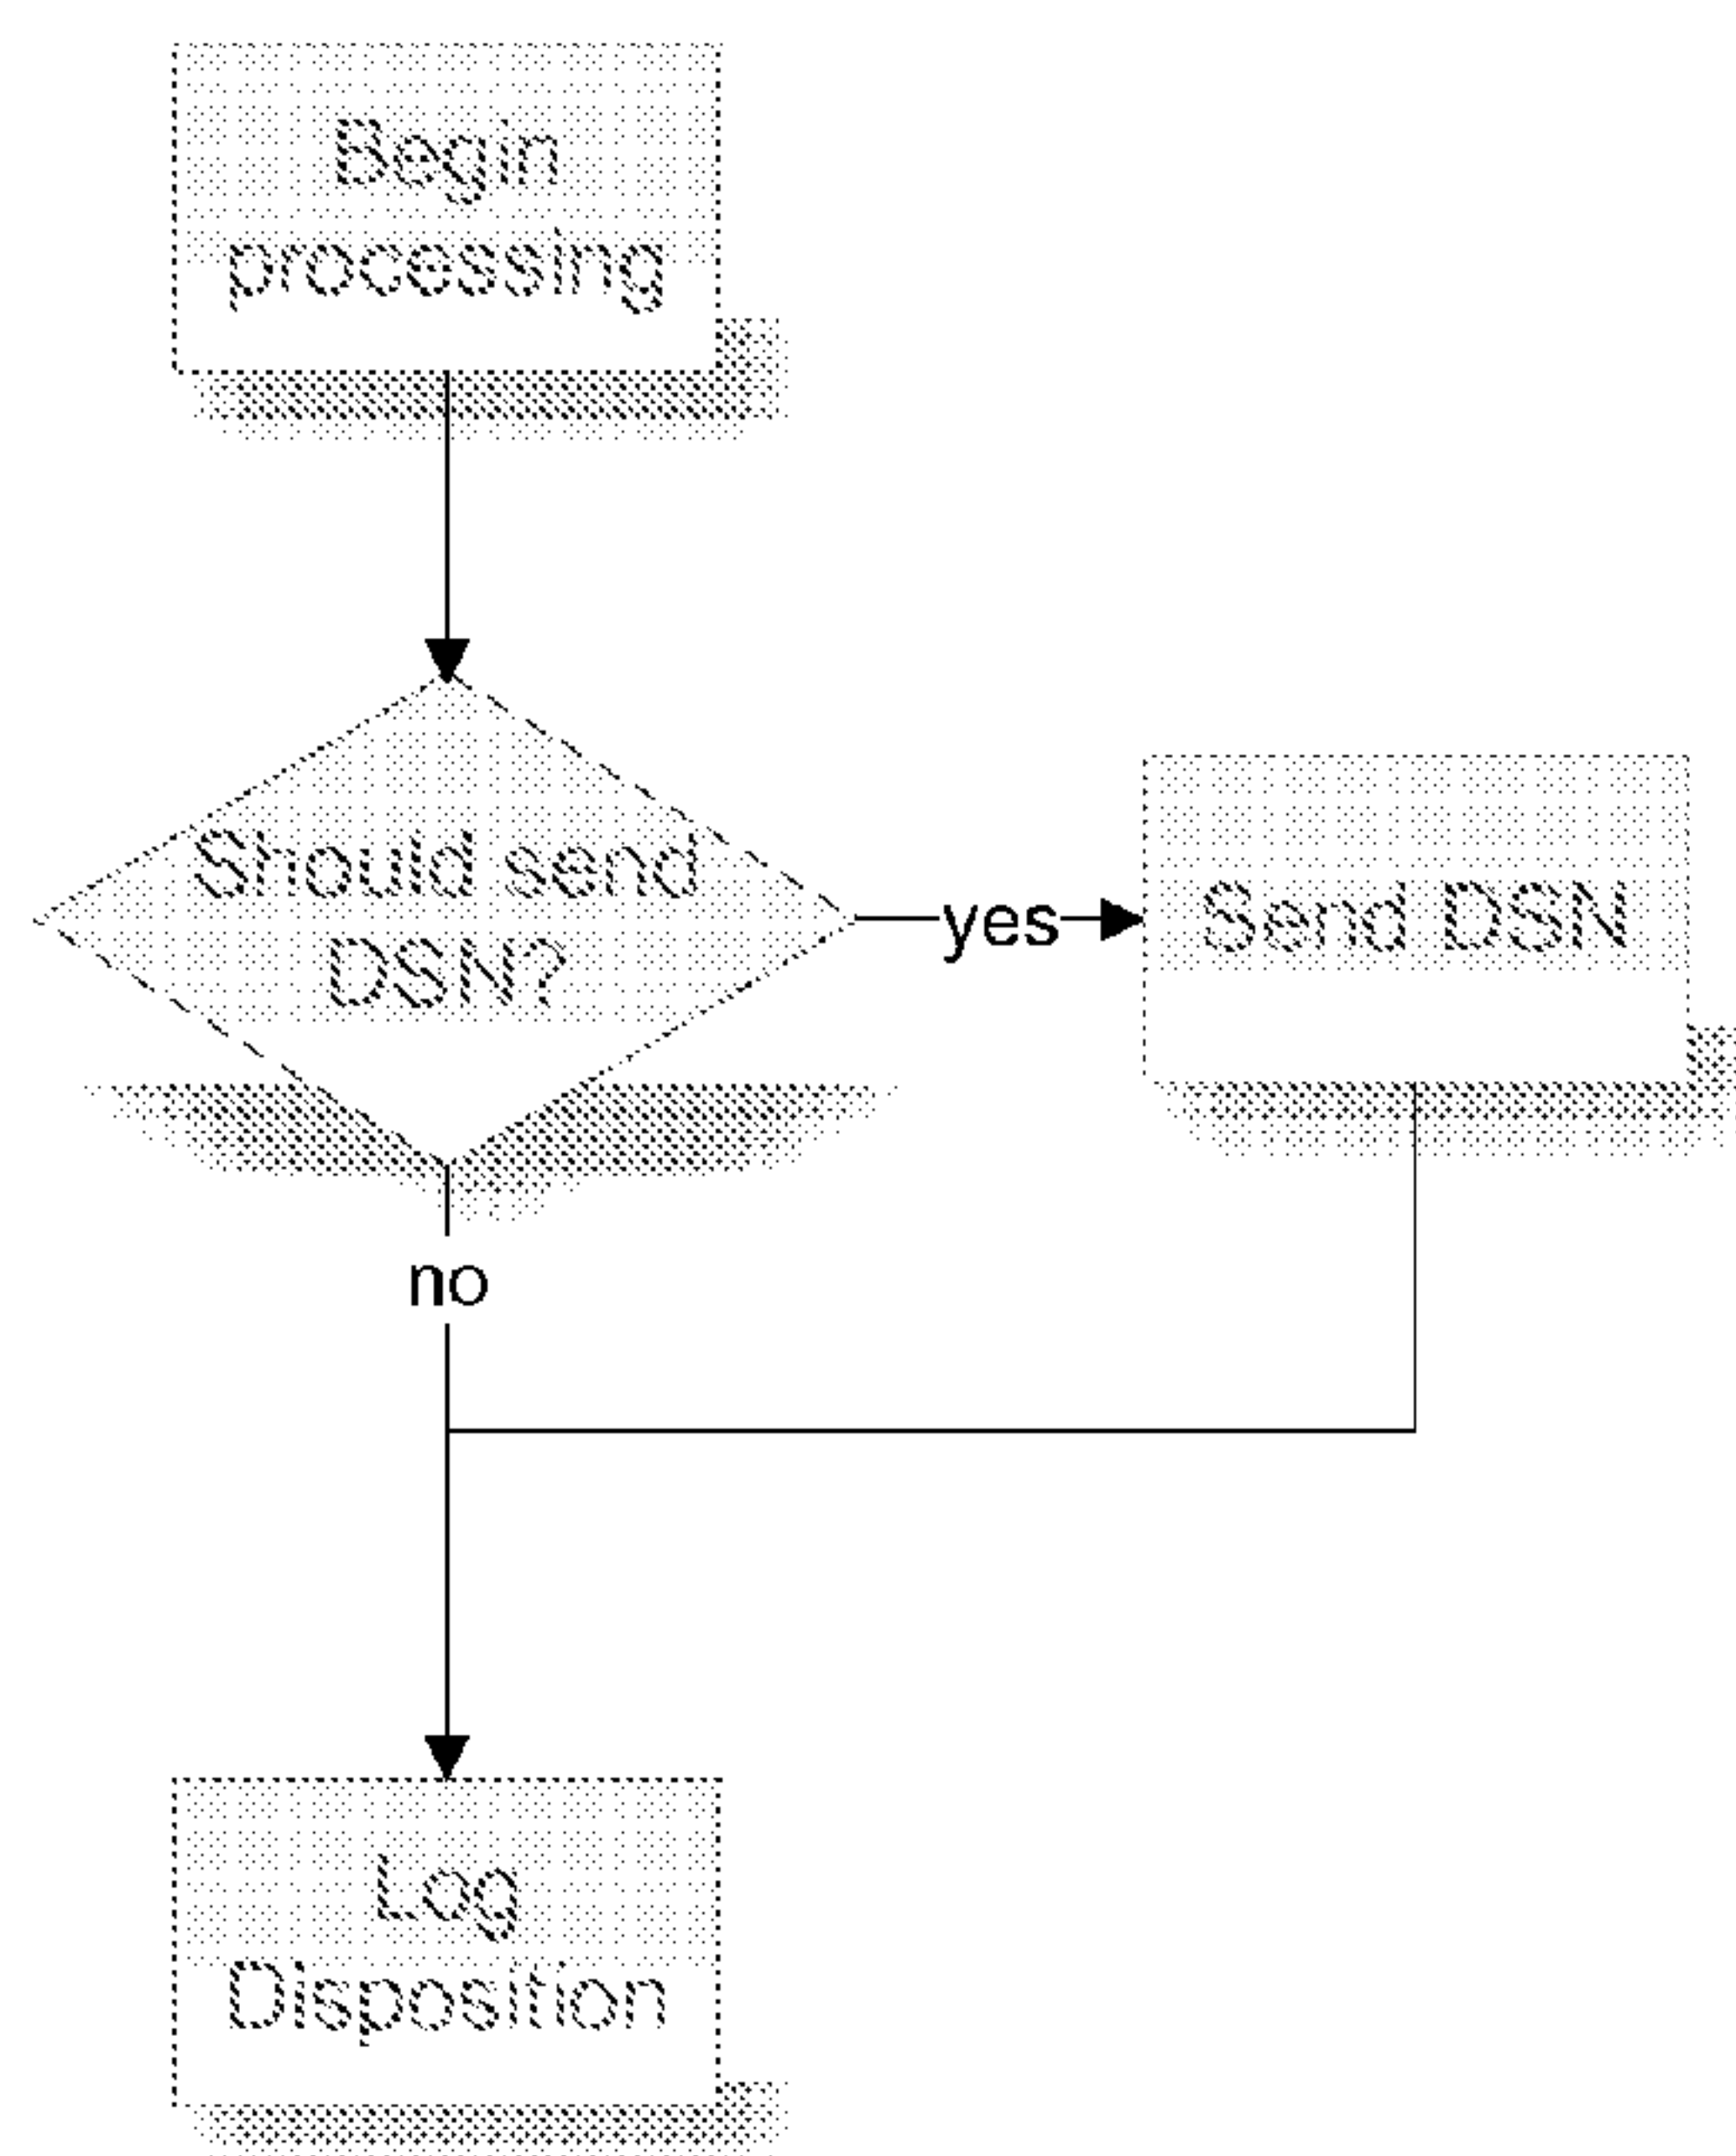 Begin
processing
Should send
DSN?
yes
Send DSN
no
Log
Disposition